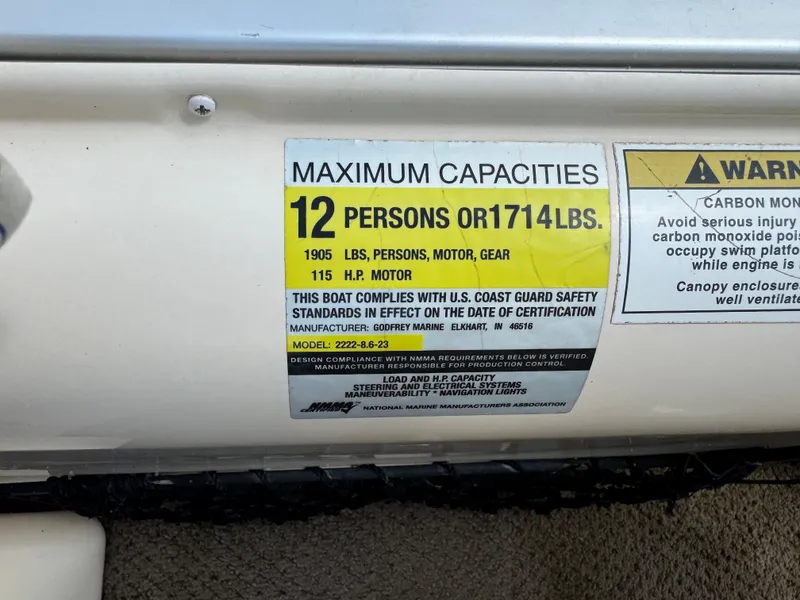 MAXIMUM CAPACITIES
12 PERSONS OR 1714 LBS.
1905 LBS, PERSONS, MOTOR, GEAR
115 H.P. MOTOR
THIS BOAT COMPLIES WITH U.S. COAST GUARD SAFETY
STANDARDS IN EFFECT ON THE DATE OF CERTIFICATION
MANUFACTURER: GODFREY MARINE ELKHART, IN 46516
MODEL: 2222-8.6-23
DESIGN COMPLIANCE WITH NMMA REQUIREMENTS BELOW IS VERIFIED.
MANUFACTURER RESPONSIBLE FOR PRODUCTION CONTROL.
LOAD AND H.P. CAPACITY
STEERING AND ELECTRICAL SYSTEMS
MANEUVERABILITY * NAVIGATION LIGHTS
NMMA CERTIFIED
NATIONAL MARINE MANUFACTURERS ASSOCIATION
WARN
CARBON MON
Avoid serious injury
carbon monoxide pois
occupy swim platfo
while engine is
Canopy enclosure
well ventilate